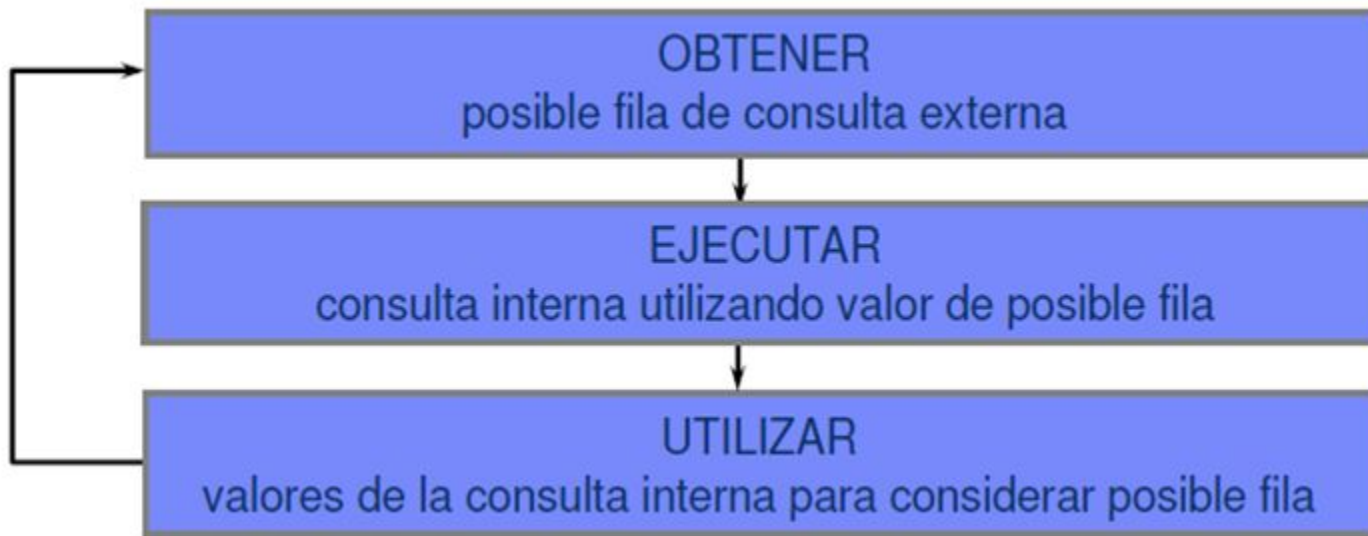 OBTENER
posible fila de consulta externa
EJECUTAR
consulta interna utilizando valor de posible fila
UTILIZAR
valores de la consulta interna para considerar posible fila